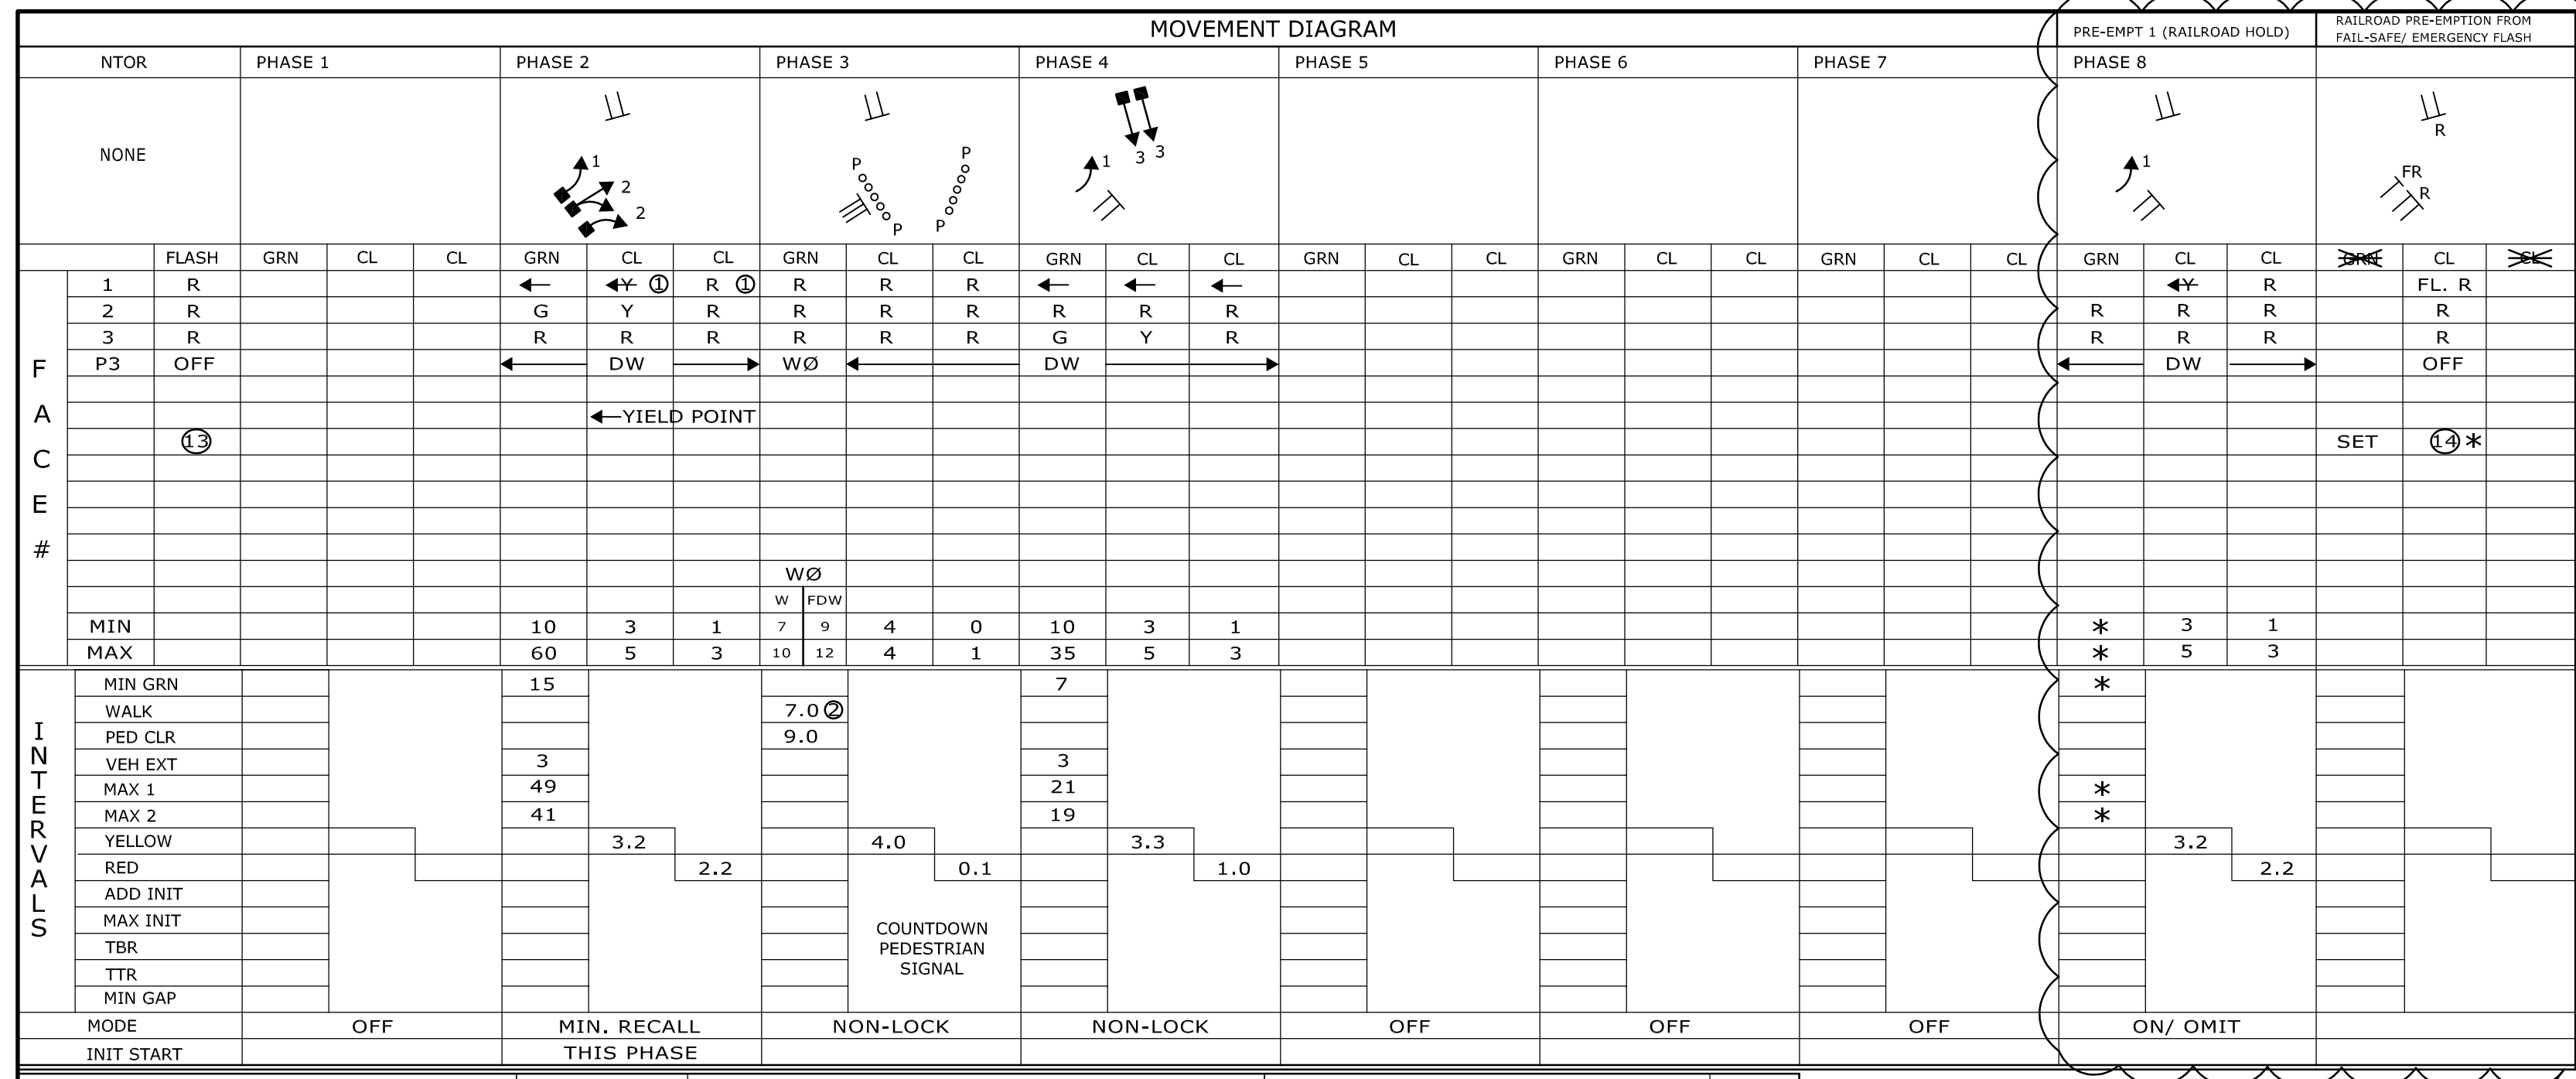 MOVEMENT DIAGRAM PRE-EMPT 1 (RAILROAD HOLD) RAILROAD PRE-EMPTION FROM
FAIL-SAFE/ EMERGENCY FLASH
NTOR PHASE 1 PHASE 2 PHASE 3 PHASE 4 PHASE 5 PHASE 6 PHASE 7 PHASE 8
NONE
1 2 2
P P P P
1 3 3
1
R FR R
FLASH GRN CL CL GRN CL CL GRN CL CL GRN CL CL GRN CL CL GRN CL CL GRN CL CL GRN CL CL GRN CL CL
1 R ← ←Y ① R ① R R R ← ← ← ←Y R FL. R
2 R G Y R R R R R R R R R R R
3 R R R R R R R G Y R R R R R
P3 OFF ← DW → WØ ← DW → ← DW → OFF
←YIELD POINT
⑬ SET ⑭ *
WØ
W FDW
MIN 10 3 1 7 9 4 0 10 3 1 * 3 1
MAX 60 5 3 10 12 4 1 35 5 3 * 5 3
FACE #
MIN GRN 15 7 *
WALK 7.0 ②
PED CLR 9.0
VEH EXT 3 3
MAX 1 49 21 *
MAX 2 41 19 *
YELLOW 3.2 4.0 3.3 3.2
RED 2.2 0.1 1.0 2.2
ADD INIT
MAX INIT
TBR
TTR
MIN GAP
COUNTDOWN
PEDESTRIAN
SIGNAL
INTERVALS
MODE OFF MIN. RECALL NON-LOCK NON-LOCK OFF OFF OFF ON/ OMIT
INIT START THIS PHASE